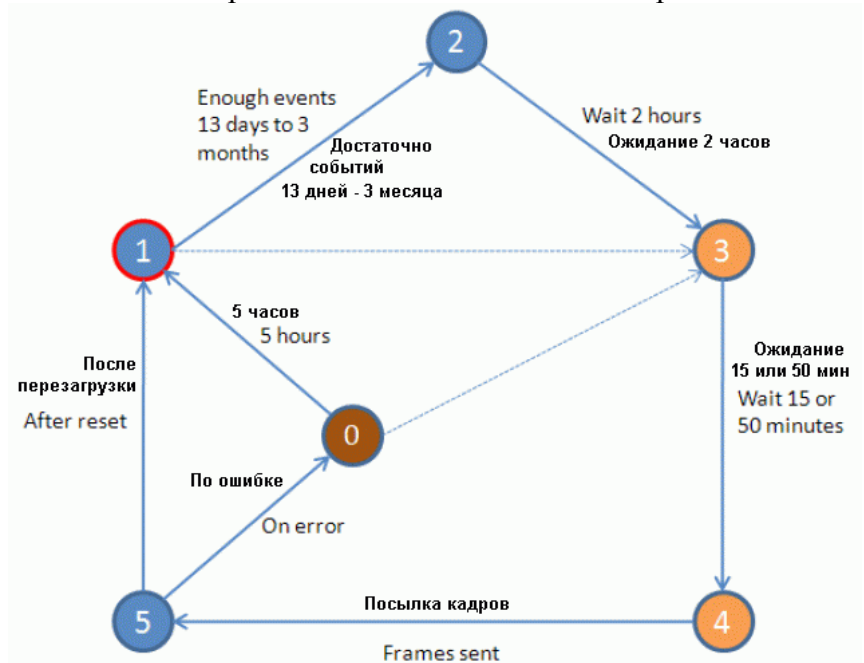 2
Enough events
13 days to 3
months
Достаточно
событий
13 дней - 3 месяца
Wait 2 hours
Ожидание 2 часов
1
3
5 часов
5 hours
После
перезагрузки
After reset
Ожидание
15 или 50 мин
Wait 15 or
50 minutes
0
По ошибке
On error
5
Посылка кадров
Frames sent
4